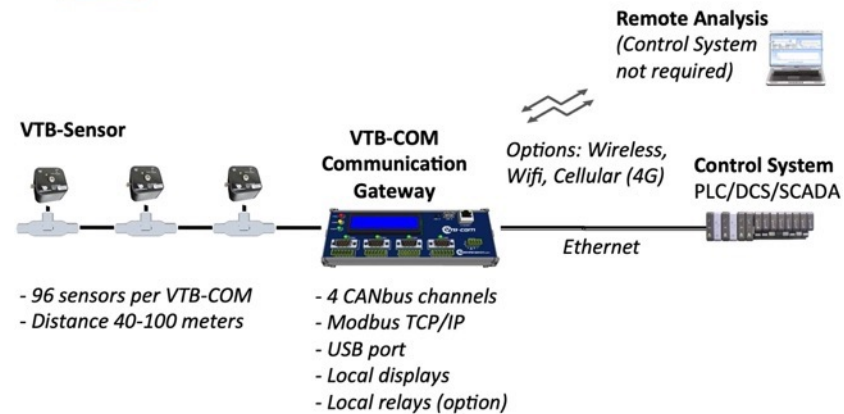 Remote Analysis
(Control System
not required)
VTB-Sensor
VTB-COM
Communication
Gateway
Options: Wireless,
Wifi, Cellular (4G)
Control System
PLC/DCS/SCADA
Ethernet
- 96 sensors per VTB-COM
- Distance 40-100 meters
- 4 CANbus channels
- Modbus TCP/IP
- USB port
- Local displays
- Local relays (option)